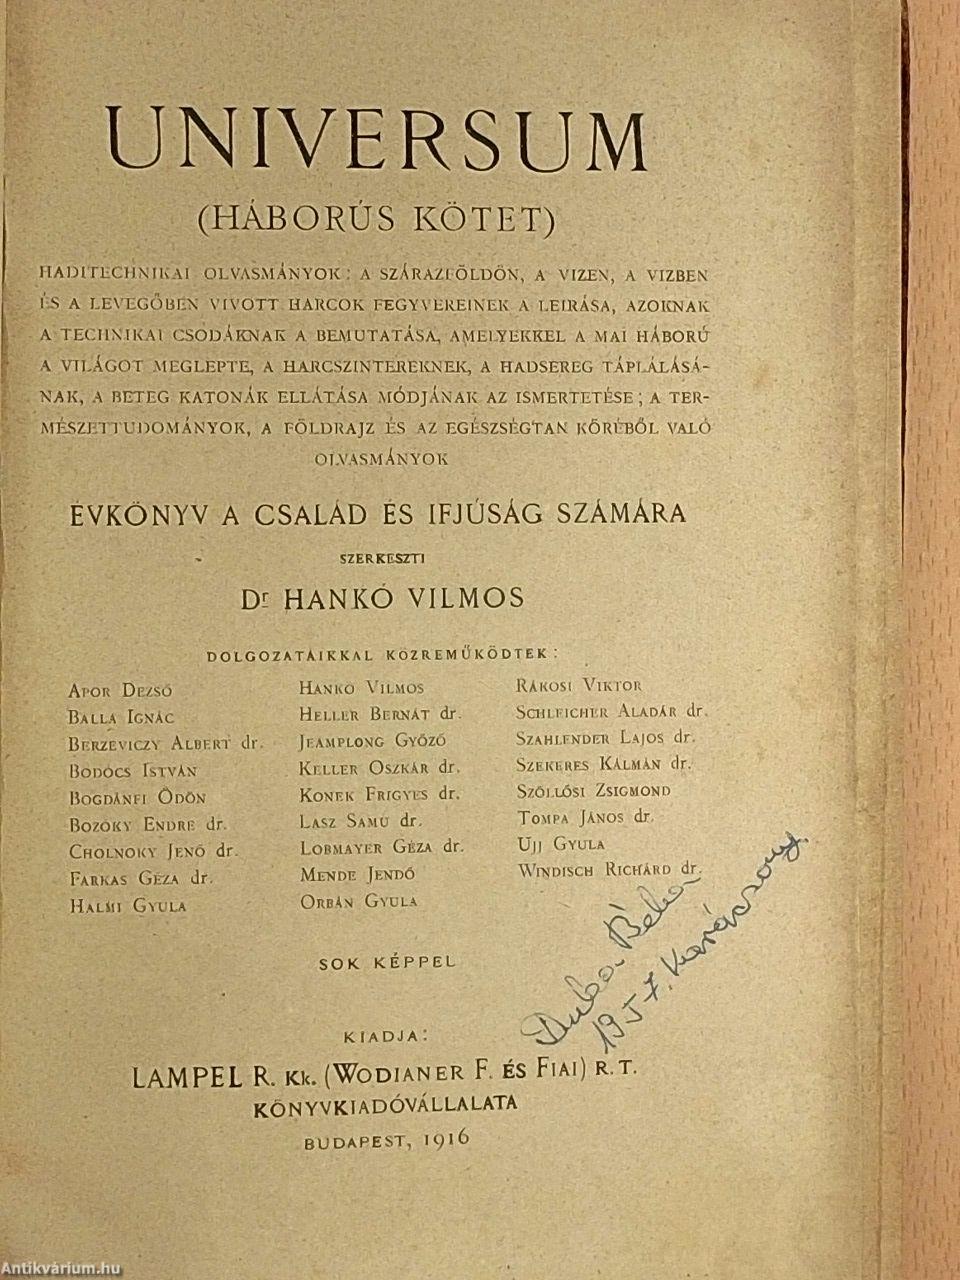 UNIVERSUM
(HÁBORÚS KÖTET)
HADITECHNIKAI OLVASMÁNYOK: A SZÁRAZFÖLDÖN, A VIZEN, A VIZBEN
ÉS A LEVEGŐBEN VIVOTT HARCOK FEGYVEREINEK A LEIRÁSA, AZOKNAK
A TECHNIKAI CSODÁKNAK A BEMUTATÁSA, AMELYEKKEL A MAI HÁBORÚ
A VILÁGOT MEGLEPTE, A HARCSZINTEREKNEK, A HADSEREG TÁPLÁLÁSÁ-
NAK, A BETEG KATONÁK ELLÁTÁSA MÓDJÁNAK AZ ISMERTETÉSE; A TER-
MÉSZETTUDOMÁNYOK, A FÖLDRAJZ ÉS AZ EGÉSZSÉGTAN KÖRÉBŐL VALÓ
OLVASMÁNYOK
ÉVKÖNYV A CSALÁD ÉS IFJÚSÁG SZÁMÁRA
SZERKESZTI
Dr HANKÓ VILMOS
DOLGOZATAIKKAL KÖZREMŰKÖDTEK:
APOR DEZSŐ
BALLA IGNÁC
BERZEVICZY ALBERT dr.
BODÓCS ISTVÁN
BOGDÁNFI ÖDÖN
BOZÓKY ENDRE dr.
CHOLNOKY JENŐ dr.
FARKAS GÉZA dr.
HALMI GYULA
HANKÓ VILMOS
HELLER BERNÁT dr.
JEAMPLONG GYŐZŐ
KELLER OSZKÁR dr.
KONEK FRIGYES dr.
LASZ SAMU dr.
LOBMAYER GÉZA dr.
MENDE JENŐ
ORBÁN GYULA
RÁKOSI VIKTOR
SCHLEICHER ALADÁR dr.
SZAHLENDER LAJOS dr.
SZEKERES KÁLMÁN dr.
SZÖLLŐSI ZSIGMOND
TOMPA JÁNOS dr.
UJJ GYULA
WINDISCH RICHÁRD dr.
Duka Béla
1957. Karácsony.
SOK KÉPPEL
KIADJA:
LAMPEL R. KK. (WODIANER F. ÉS FIAI) R. T.
KÖNYVKIADÓVÁLLALATA
BUDAPEST, 1916
Antikvárium.hu